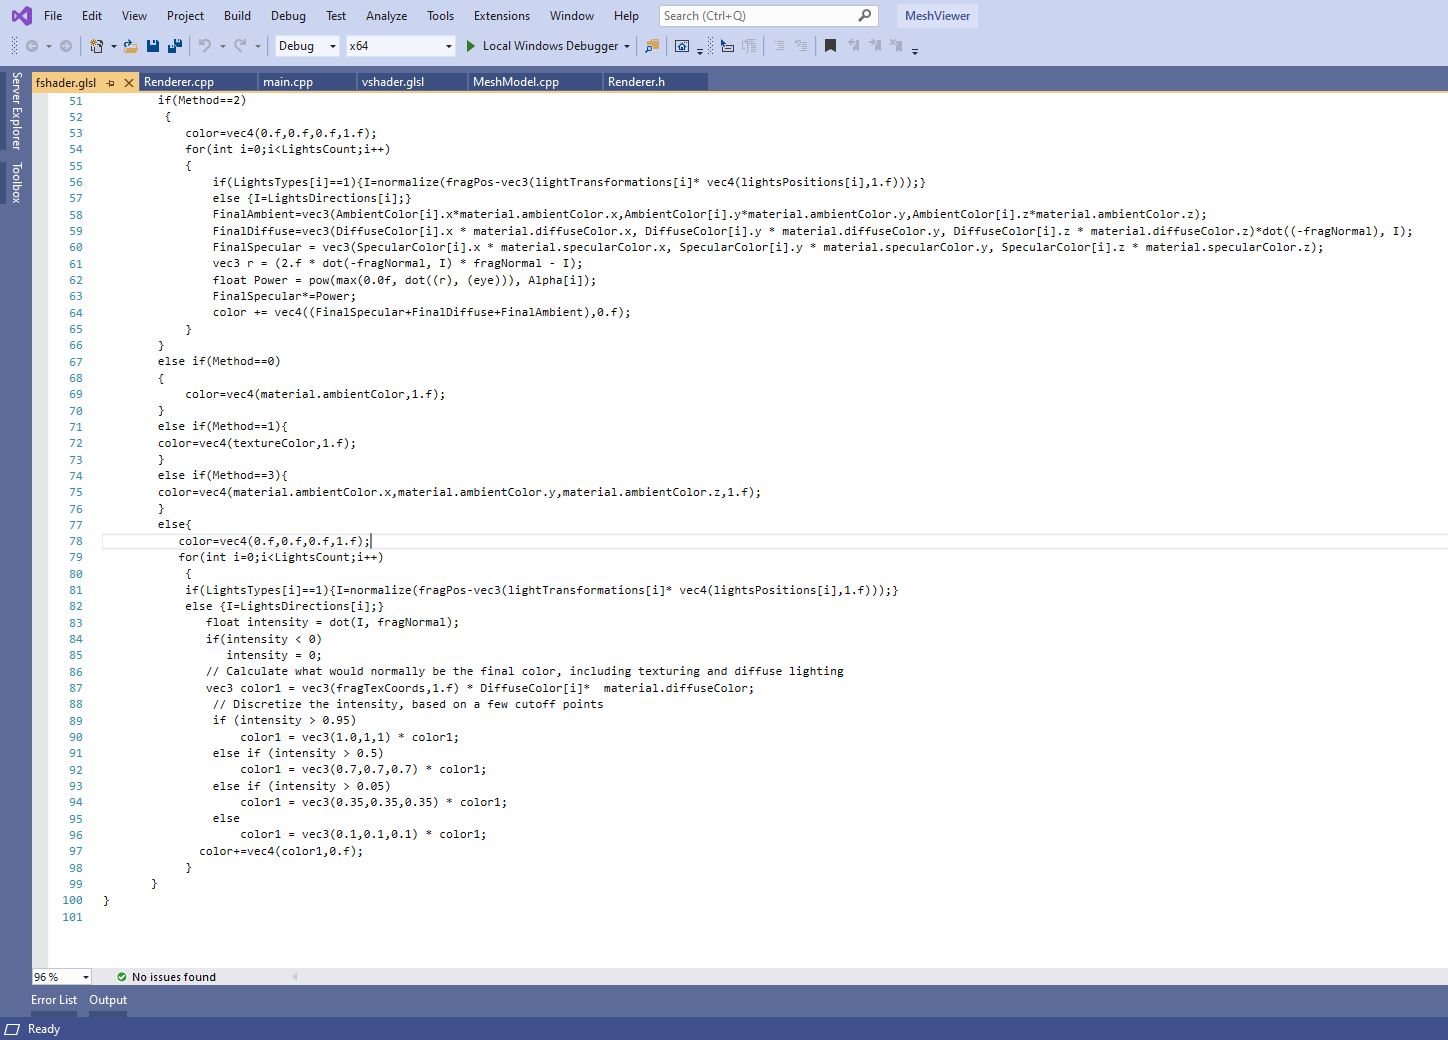 File Edit View Project Build Debug Test Analyze Tools Extensions Window Help Search (Ctrl+Q) MeshViewer
Debug x64 Local Windows Debugger
Server Explorer
Toolbox
fshader.glsl Renderer.cpp main.cpp vshader.glsl MeshModel.cpp Renderer.h
51 if(Method==2)
52 {
53 color=vec4(0.f,0.f,0.f,1.f);
54 for(int i=0;i<LightsCount;i++)
55 {
56 if(LightsTypes[i]==1){I=normalize(fragPos-vec3(lightTransformations[i]* vec4(lightsPositions[i],1.f)));}
57 else {I=LightsDirections[i];}
58 FinalAmbient=vec3(AmbientColor[i].x*material.ambientColor.x,AmbientColor[i].y*material.ambientColor.y,AmbientColor[i].z*material.ambientColor.z);
59 FinalDiffuse=vec3(DiffuseColor[i].x * material.diffuseColor.x, DiffuseColor[i].y * material.diffuseColor.y, DiffuseColor[i].z * material.diffuseColor.z)*dot((-fragNormal), I);
60 FinalSpecular = vec3(SpecularColor[i].x * material.specularColor.x, SpecularColor[i].y * material.specularColor.y, SpecularColor[i].z * material.specularColor.z);
61 vec3 r = (2.f * dot(-fragNormal, I) * fragNormal - I);
62 float Power = pow(max(0.0f, dot((r), (eye))), Alpha[i]);
63 FinalSpecular*=Power;
64 color += vec4((FinalSpecular+FinalDiffuse+FinalAmbient),0.f);
65 }
66 }
67 else if(Method==0)
68 {
69 color=vec4(material.ambientColor,1.f);
70 }
71 else if(Method==1){
72 color=vec4(textureColor,1.f);
73 }
74 else if(Method==3){
75 color=vec4(material.ambientColor.x,material.ambientColor.y,material.ambientColor.z,1.f);
76 }
77 else{
78 color=vec4(0.f,0.f,0.f,1.f);
79 for(int i=0;i<LightsCount;i++)
80 {
81 if(LightsTypes[i]==1){I=normalize(fragPos-vec3(lightTransformations[i]* vec4(lightsPositions[i],1.f)));}
82 else {I=LightsDirections[i];}
83 float intensity = dot(I, fragNormal);
84 if(intensity < 0)
85 intensity = 0;
86 // Calculate what would normally be the final color, including texturing and diffuse lighting
87 vec3 color1 = vec3(fragTexCoords,1.f) * DiffuseColor[i]*  material.diffuseColor;
88 // Discretize the intensity, based on a few cutoff points
89 if (intensity > 0.95)
90 color1 = vec3(1.0,1,1) * color1;
91 else if (intensity > 0.5)
92 color1 = vec3(0.7,0.7,0.7) * color1;
93 else if (intensity > 0.05)
94 color1 = vec3(0.35,0.35,0.35) * color1;
95 else
96 color1 = vec3(0.1,0.1,0.1) * color1;
97 color+=vec4(color1,0.f);
98 }
99 }
100 }
101
96 % No issues found
Error List Output
Ready